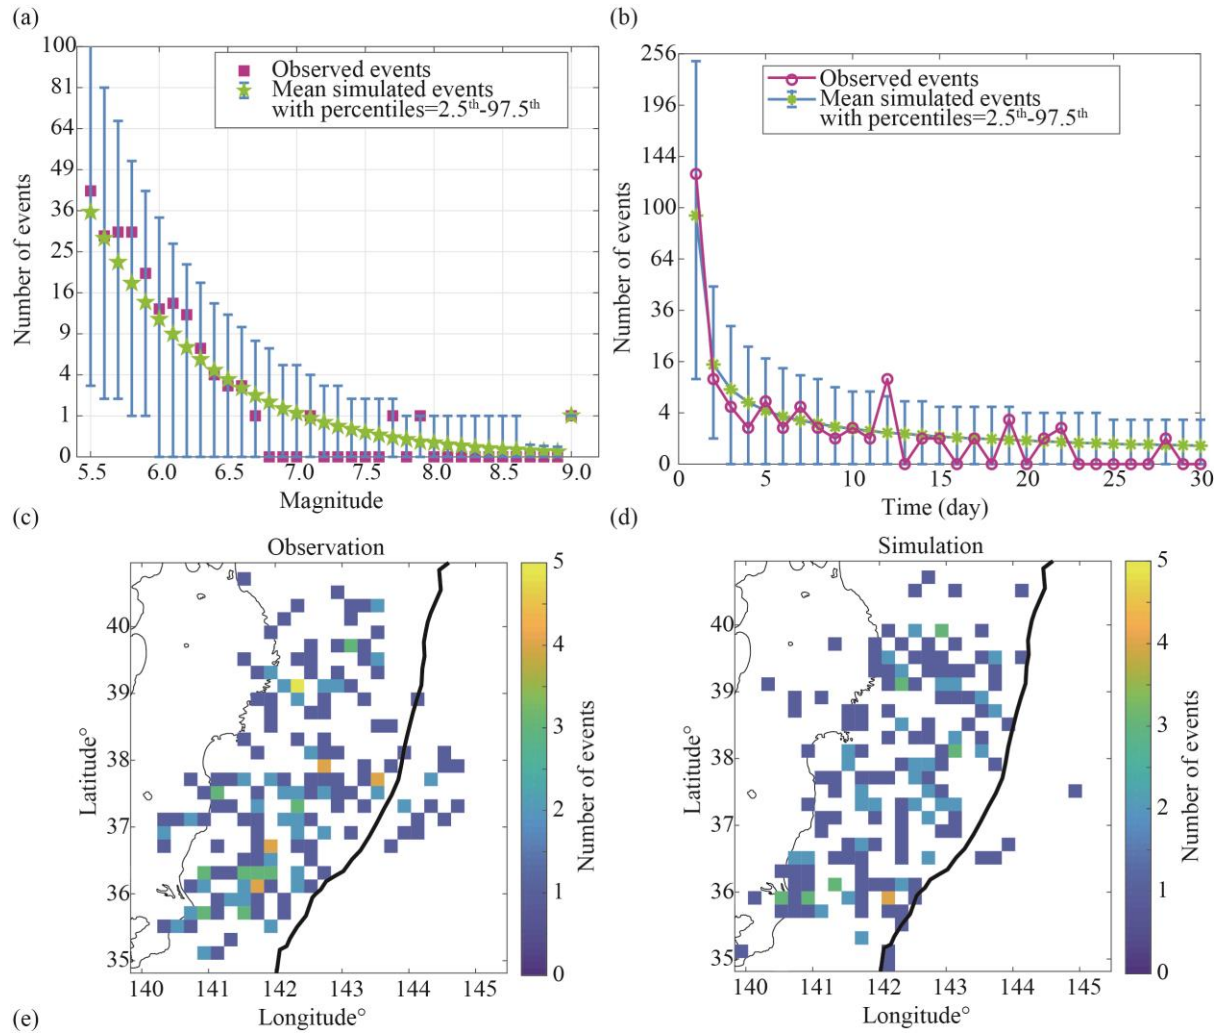 (a)
100
81
64
49
36
25
16
9
4
1
0
Number of events
Observed events
Mean simulated events
with percentiles=2.5th-97.5th
5.5 6.0 6.5 7.0 7.5 8.0 8.5 9.0
Magnitude
(b)
256
196
144
100
64
36
16
4
0
Number of events
Observed events
Mean simulated events
with percentiles=2.5th-97.5th
0 5 10 15 20 25 30
Time (day)
(c)
Observation
40
39
38
37
36
35
Latitude°
140 141 142 143 144 145
Longitude°
5
4
3
2
1
0
Number of events
(d)
Simulation
40
39
38
37
36
35
Latitude°
140 141 142 143 144 145
Longitude°
5
4
3
2
1
0
Number of events
(e)